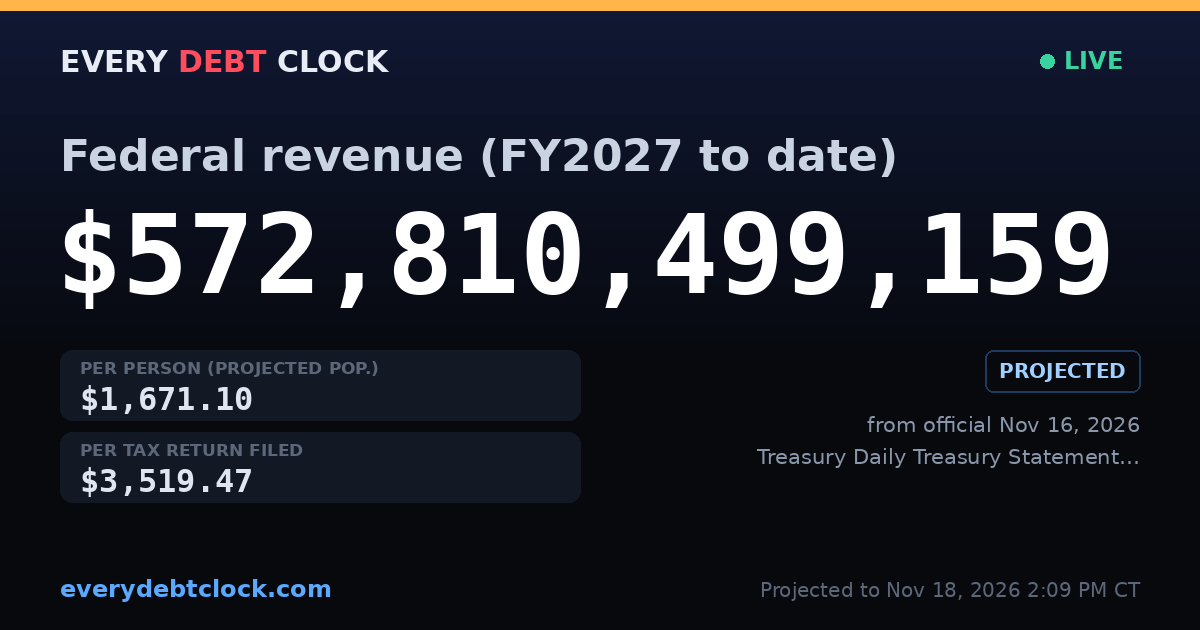 EVERY DEBT CLOCK
LIVE
Federal revenue (FY2027 to date)
$572,810,499,159
PER PERSON (PROJECTED POP.)
$1,671.10
PER TAX RETURN FILED
$3,519.47
PROJECTED
from official Nov 16, 2026
Treasury Daily Treasury Statement…
everydebtclock.com
Projected to Nov 18, 2026 2:09 PM CT